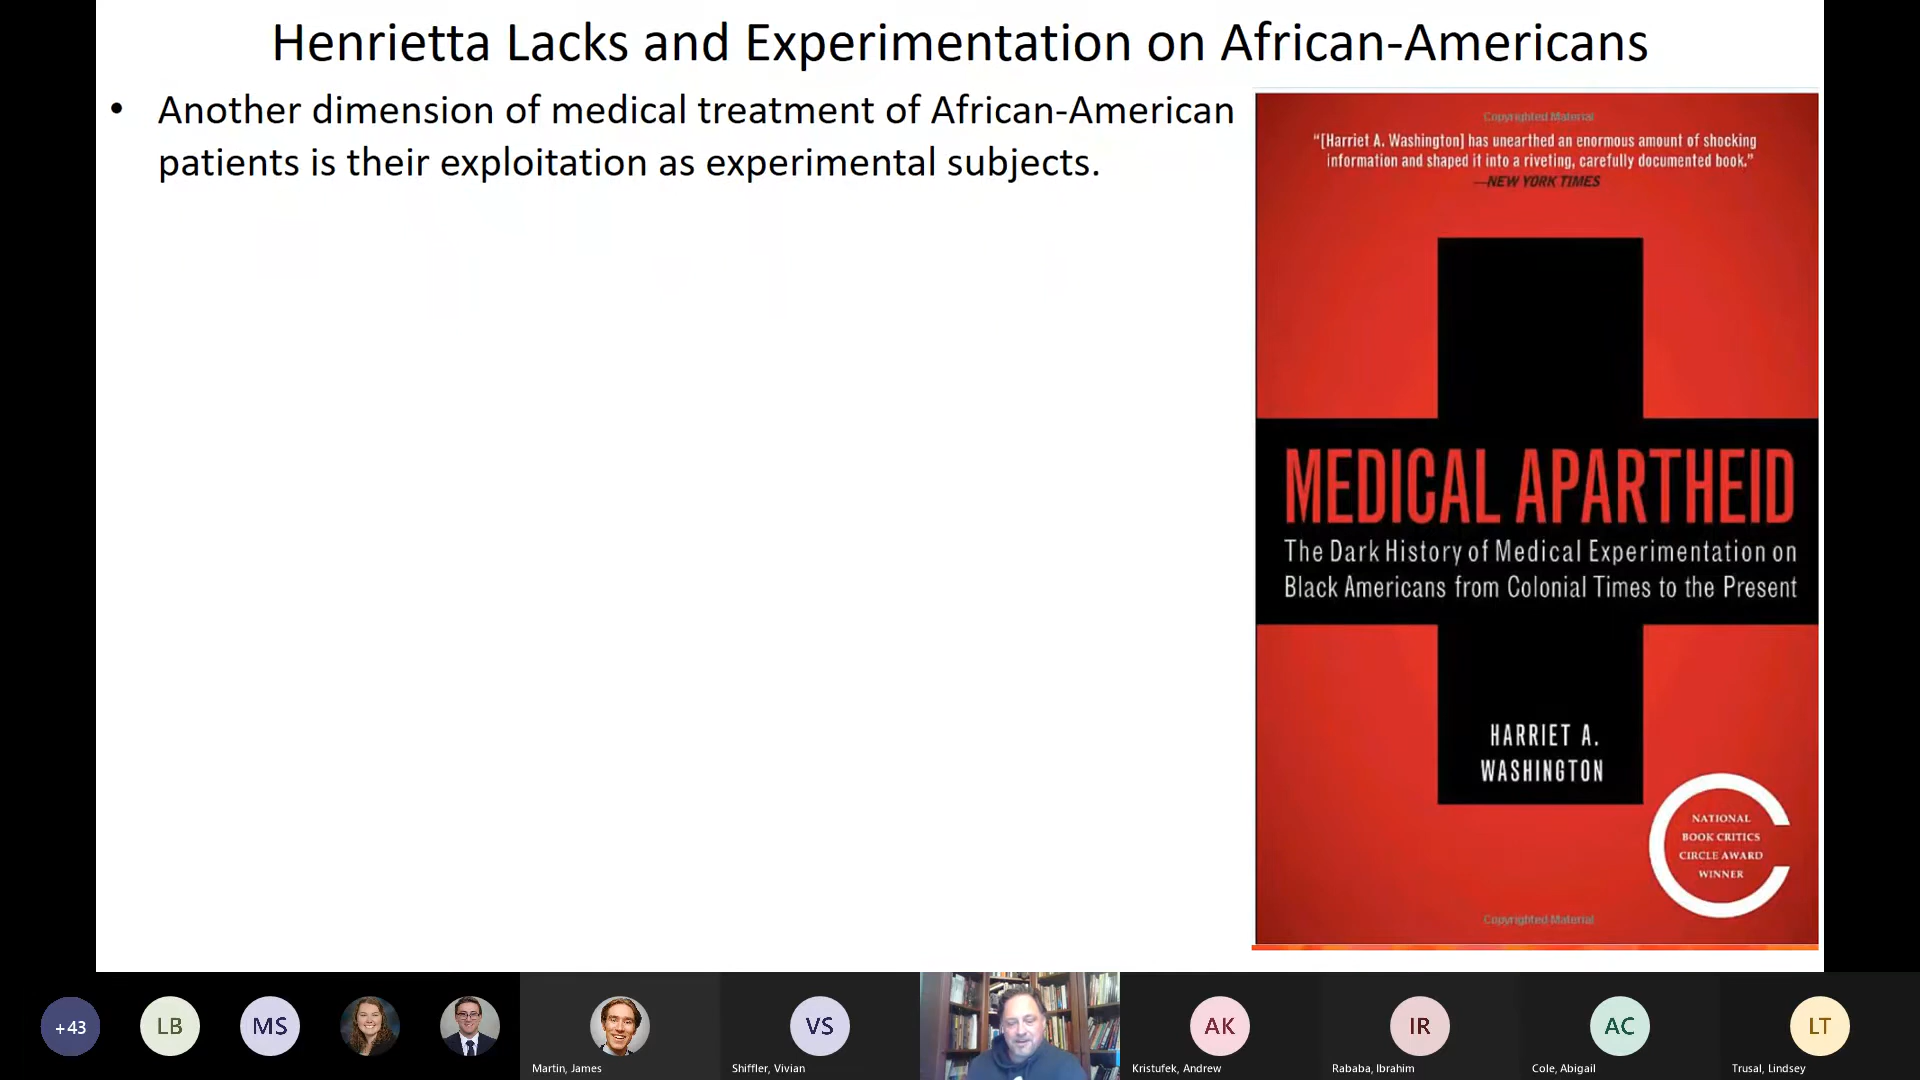 Henrietta Lacks and Experimentation on African-Americans
• Another dimension of medical treatment of African-American
patients is their exploitation as experimental subjects.
Copyrighted Material
“[Harriet A. Washington] has unearthed an enormous amount of shocking
information and shaped it into a riveting, carefully documented book.”
—NEW YORK TIMES
MEDICAL APARTHEID
The Dark History of Medical Experimentation on
Black Americans from Colonial Times to the Present
HARRIET A.
WASHINGTON
NATIONAL
BOOK CRITICS
CIRCLE AWARD
WINNER
Copyrighted Material
+43
LB
MS
Martin, James
VS
Shiffler, Vivian
AK
Kristufek, Andrew
IR
Rababa, Ibrahim
AC
Cole, Abigail
LT
Trusal, Lindsey